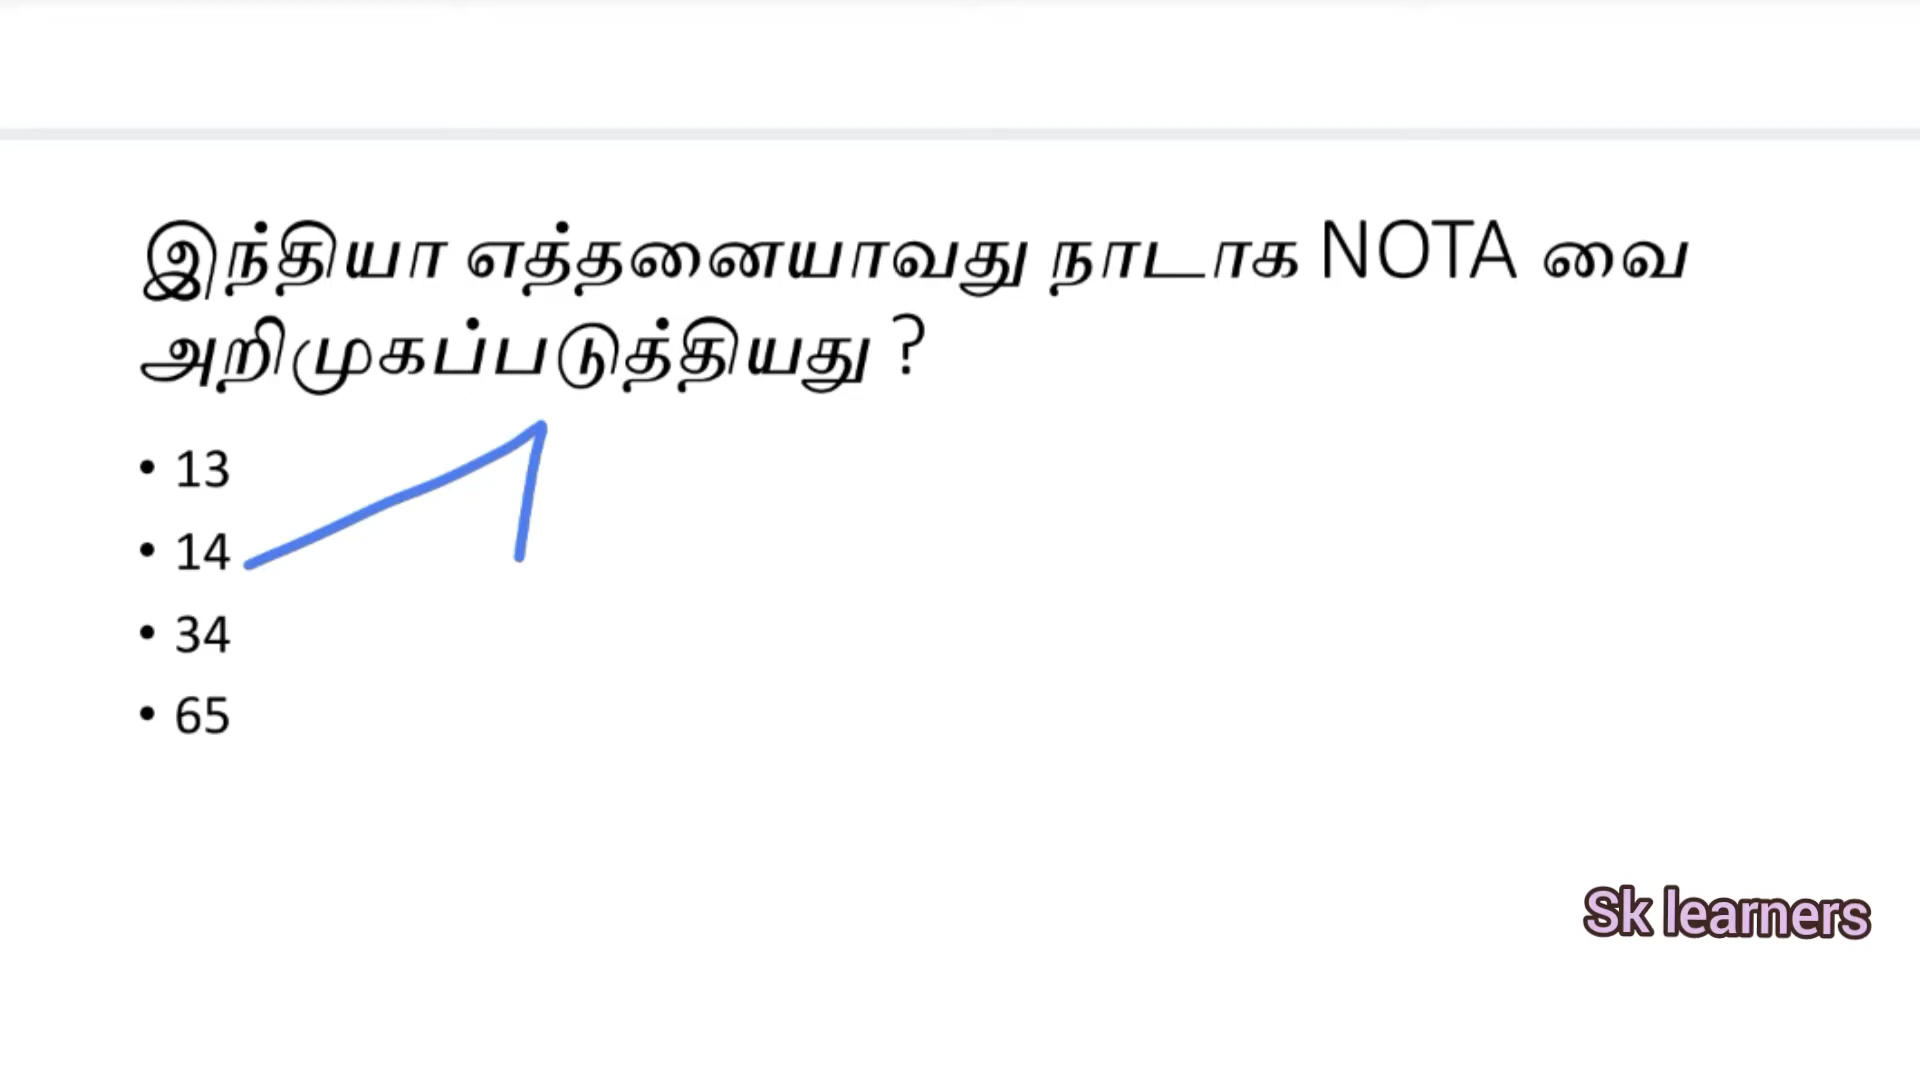 இந்தியா எத்தனையாவது நாடாக NOTA வை
அறிமுகப்படுத்தியது ?
• 13
• 14
• 34
• 65
Sk learners